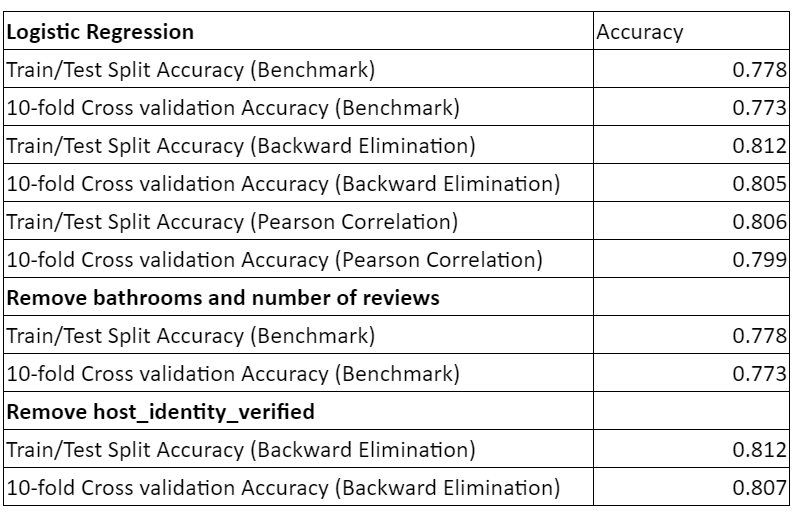 Logistic Regression Accuracy
Train/Test Split Accuracy (Benchmark) 0.778
10-fold Cross validation Accuracy (Benchmark) 0.773
Train/Test Split Accuracy (Backward Elimination) 0.812
10-fold Cross validation Accuracy (Backward Elimination) 0.805
Train/Test Split Accuracy (Pearson Correlation) 0.806
10-fold Cross validation Accuracy (Pearson Correlation) 0.799
Remove bathrooms and number of reviews
Train/Test Split Accuracy (Benchmark) 0.778
10-fold Cross validation Accuracy (Benchmark) 0.773
Remove host_identity_verified
Train/Test Split Accuracy (Backward Elimination) 0.812
10-fold Cross validation Accuracy (Backward Elimination) 0.807